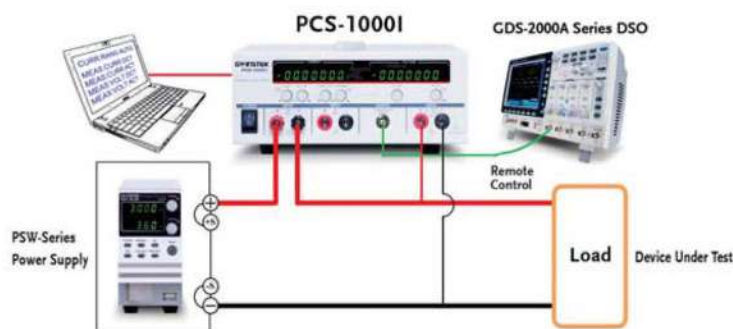 PCS-1000I
GDS-2000A Series DSO
CURR:RANG:AUTO
MEAS:CURR:DC?
MEAS:CURR:AC?
MEAS:VOLT:DC?
MEAS:VOLT:AC?
GWINSTEK
Remote
Control
PSW-Series
Power Supply
+
+S
-S
−
Load
Device Under Test